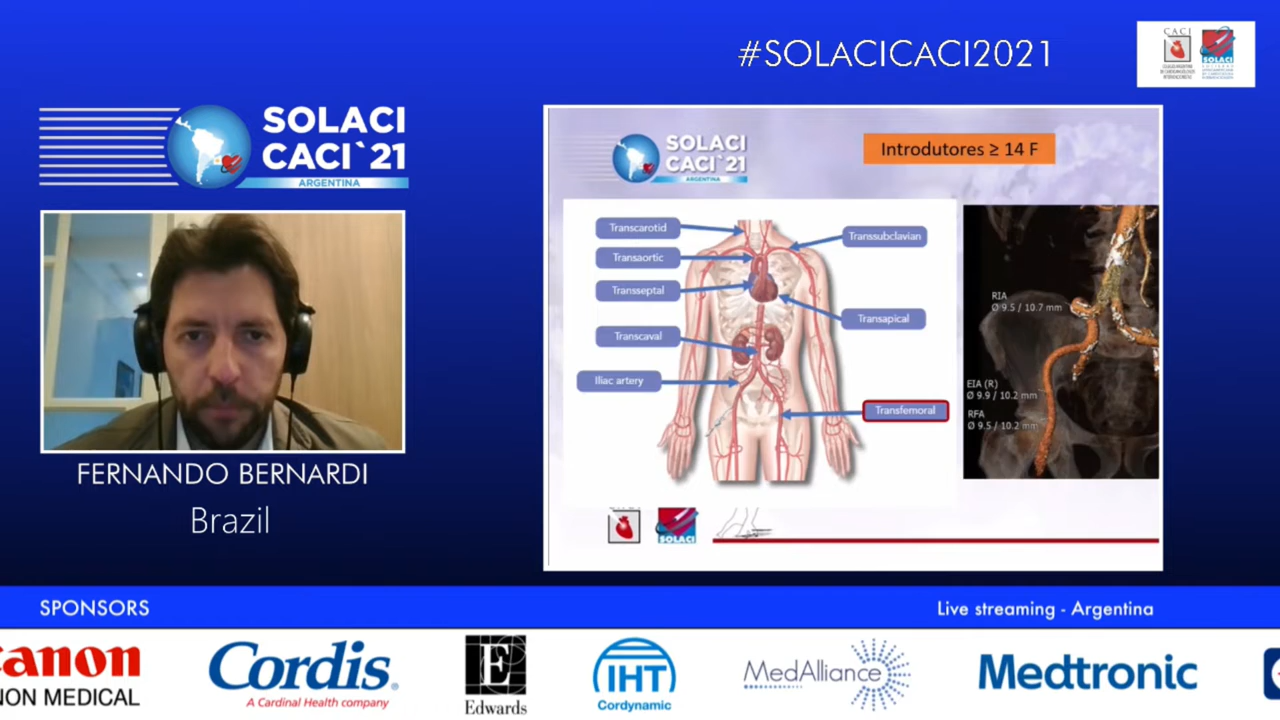 #SOLACICACI2021
CACI
SOLACI
SOLACI
CACI`21
ARGENTINA
FERNANDO BERNARDI
Brazil
SOLACI
CACI`21
ARGENTINA
Introdutores ≥ 14 F
Transcarotid
Transaortic
Transseptal
Transcaval
Iliac artery
Transsubclavian
Transapical
Transfemoral
RIA
Ø 9.5 / 10.7 mm
EIA (R)
Ø 9.9 / 10.2 mm
RFA
Ø 9.5 / 10.2 mm
SOLACI
SPONSORS
Live streaming - Argentina
anon
NON MEDICAL
Cordis.
A Cardinal Health company
E
Edwards
IHT
Cordynamic
MedAlliance
Medtronic